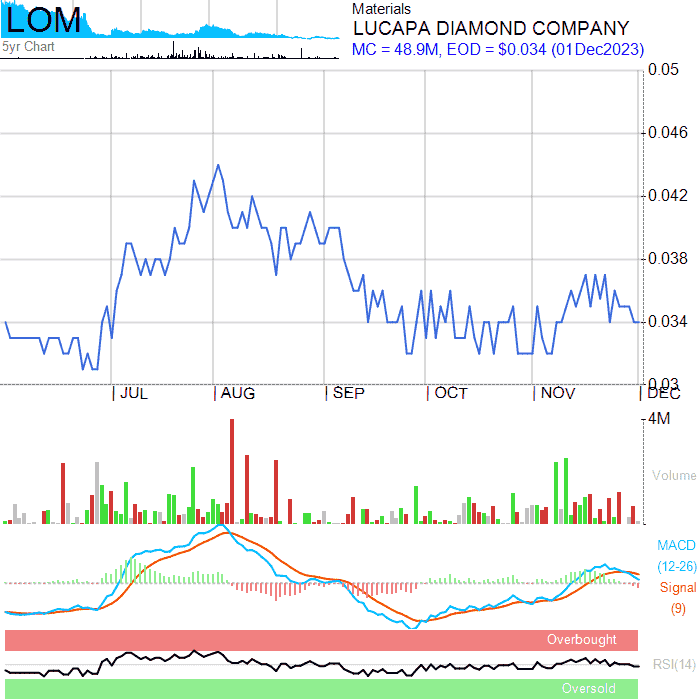 LOM
5yr Chart
Materials
LUCAPA DIAMOND COMPANY
MC = 48.9M, EOD = $0.034 (01Dec2023)
0.05
0.046
0.042
0.038
0.034
0.03
JUL
AUG
SEP
OCT
NOV
DEC
4M
Volume
MACD
(12-26)
Signal
(9)
Overbought
RSI(14)
Oversold